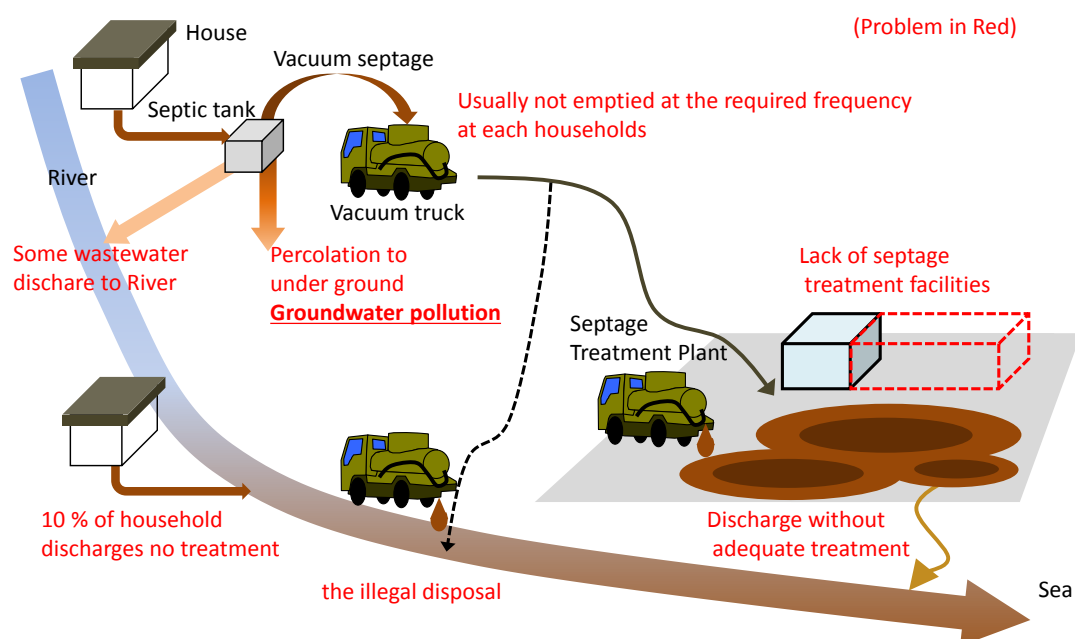 (Problem in Red)
House
Vacuum septage
Septic tank
Usually not emptied at the required frequency
at each households
River
Vacuum truck
Some wastewater
dischare to River
Percolation to
under ground
Groundwater pollution
Lack of septage
treatment facilities
Septage
Treatment Plant
10 % of household
discharges no treatment
Discharge without
adequate treatment
the illegal disposal
Sea